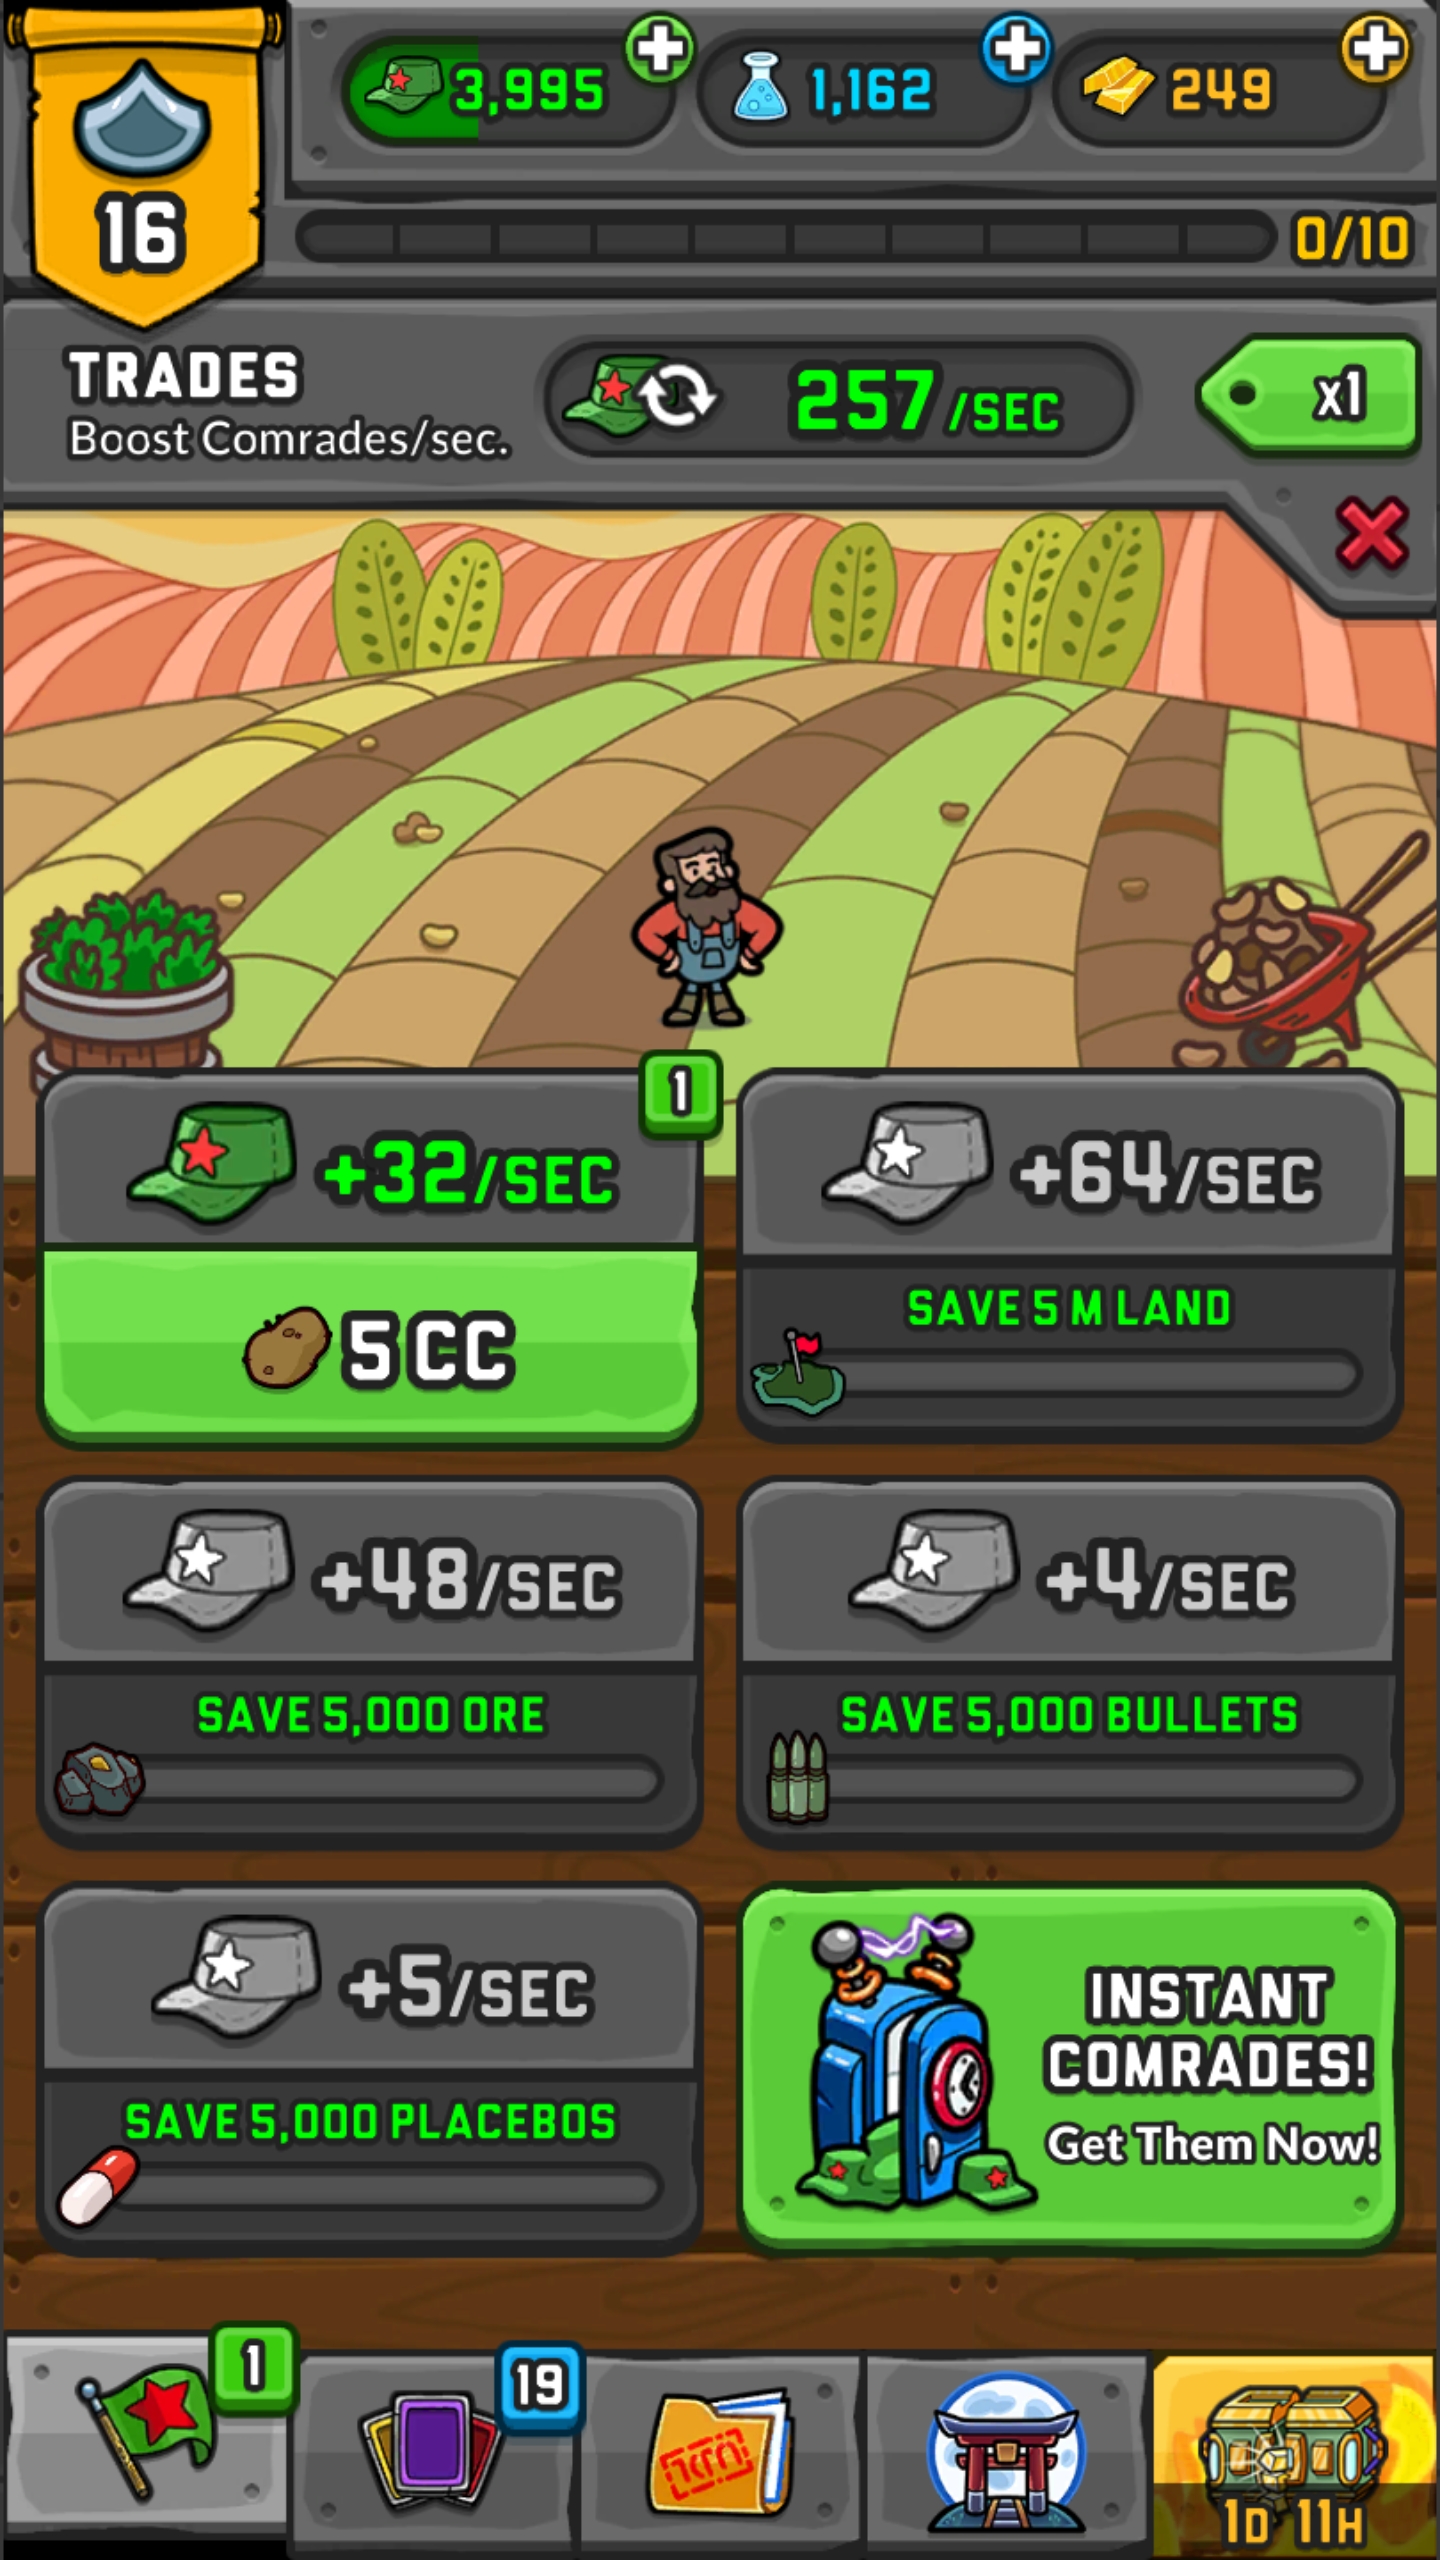 3,995
1,162
249
16
0/10
TRADES
Boost Comrades/sec.
257/SEC
x1
1
+32/SEC
5 CC
+64/SEC
SAVE 5 M LAND
+48/SEC
SAVE 5,000 ORE
+4/SEC
SAVE 5,000 BULLETS
+5/SEC
SAVE 5,000 PLACEBOS
INSTANT
COMRADES!
Get Them Now!
1
19
1D 11H